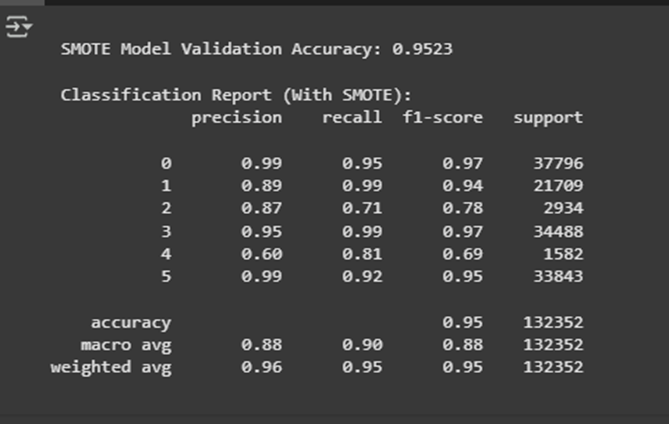 SMOTE Model Validation Accuracy: 0.9523
Classification Report (With SMOTE):
precision recall f1-score support
0 0.99 0.95 0.97 37796
1 0.89 0.99 0.94 21709
2 0.87 0.71 0.78 2934
3 0.95 0.99 0.97 34488
4 0.60 0.81 0.69 1582
5 0.99 0.92 0.95 33843
accuracy 0.95 132352
macro avg 0.88 0.90 0.88 132352
weighted avg 0.96 0.95 0.95 132352